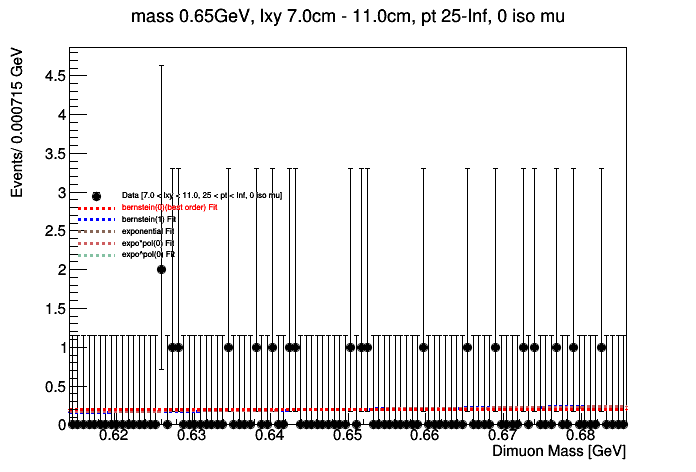 mass 0.65GeV, lxy 7.0cm - 11.0cm, pt 25-Inf, 0 iso mu
Events/ 0.000715 GeV
4.5
4
3.5
3
2.5
2
1.5
1
0.5
0
Data [7.0 < lxy < 11.0, 25 < pt < Inf, 0 iso mu]
bernstein(0)(best order) Fit
bernstein(1) Fit
exponential Fit
expo*pol(0) Fit
expo^pol(0) Fit
0.62 0.63 0.64 0.65 0.66 0.67 0.68
Dimuon Mass [GeV]